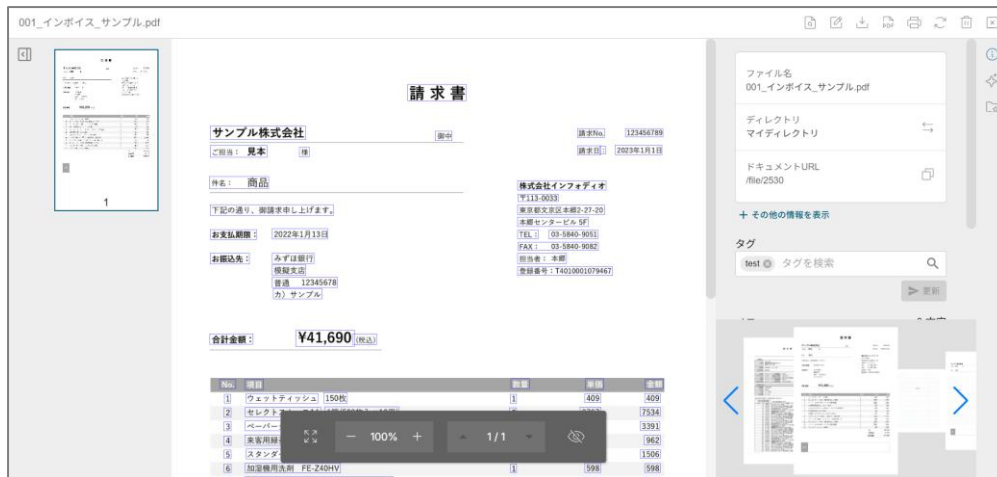 001_インボイス_サンプル.pdf
1
請求書
サンプル株式会社 御中
ご担当： 見本 様
請求No. 123456789
請求日： 2023年1月1日
件名： 商品
下記の通り、御請求申し上げます。
お支払期限： 2022年1月13日
お振込先： みずほ銀行
模擬支店
普通 12345678
カ）サンプル
株式会社インフォディオ
〒113-0033
東京都文京区本郷2-27-20
本郷センタービル 5F
TEL： 03-5840-9051
FAX： 03-5840-9082
担当者： 本郷
登録番号：T4010001079467
合計金額： ¥41,690 (税込)
No. 項目 数量 単価 金額
1 ウェットティッシュ 150枚 1 409 409
2 セレクト 7534
3 ペーパー 3391
4 来客用緑 962
5 スタンダー 1506
6 加湿機用洗剤 FE-Z40HV 1 598 598
100%
1/1
ファイル名
001_インボイス_サンプル.pdf
ディレクトリ
マイディレクトリ
ドキュメントURL
/file/2530
+ その他の情報を表示
タグ
test タグを検索
更新